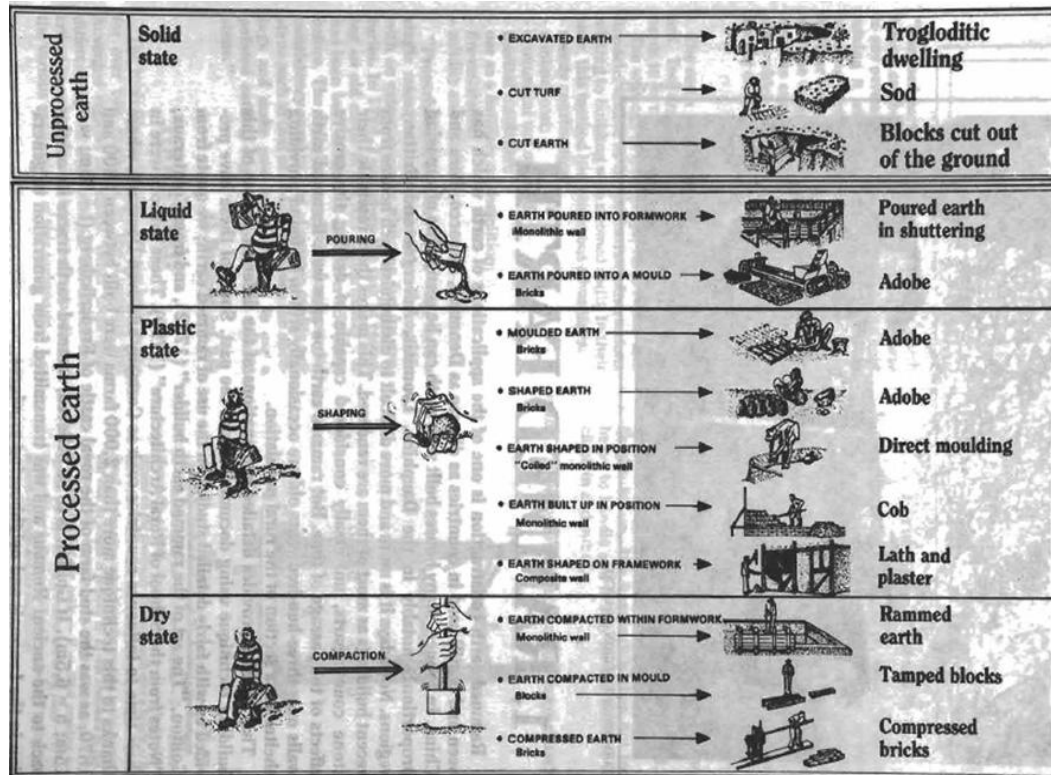 Unprocessed
earth
Solid
state
• EXCAVATED EARTH
Trogloditic
dwelling
• CUT TURF
Sod
• CUT EARTH
Blocks cut out
of the ground
Processed earth
Liquid
state
POURING
• EARTH POURED INTO FORMWORK
Monolithic wall
Poured earth
in shuttering
• EARTH POURED INTO A MOULD
Bricks
Adobe
Plastic
state
SHAPING
• MOULDED EARTH
Bricks
Adobe
• SHAPED EARTH
Bricks
Adobe
• EARTH SHAPED IN POSITION
"Coiled" monolithic wall
Direct moulding
• EARTH BUILT UP IN POSITION
Monolithic wall
Cob
• EARTH SHAPED ON FRAMEWORK
Composite wall
Lath and
plaster
Dry
state
COMPACTION
• EARTH COMPACTED WITHIN FORMWORK
Monolithic wall
Rammed
earth
• EARTH COMPACTED IN MOULD
Blocks
Tamped blocks
• COMPRESSED EARTH
Bricks
Compressed
bricks